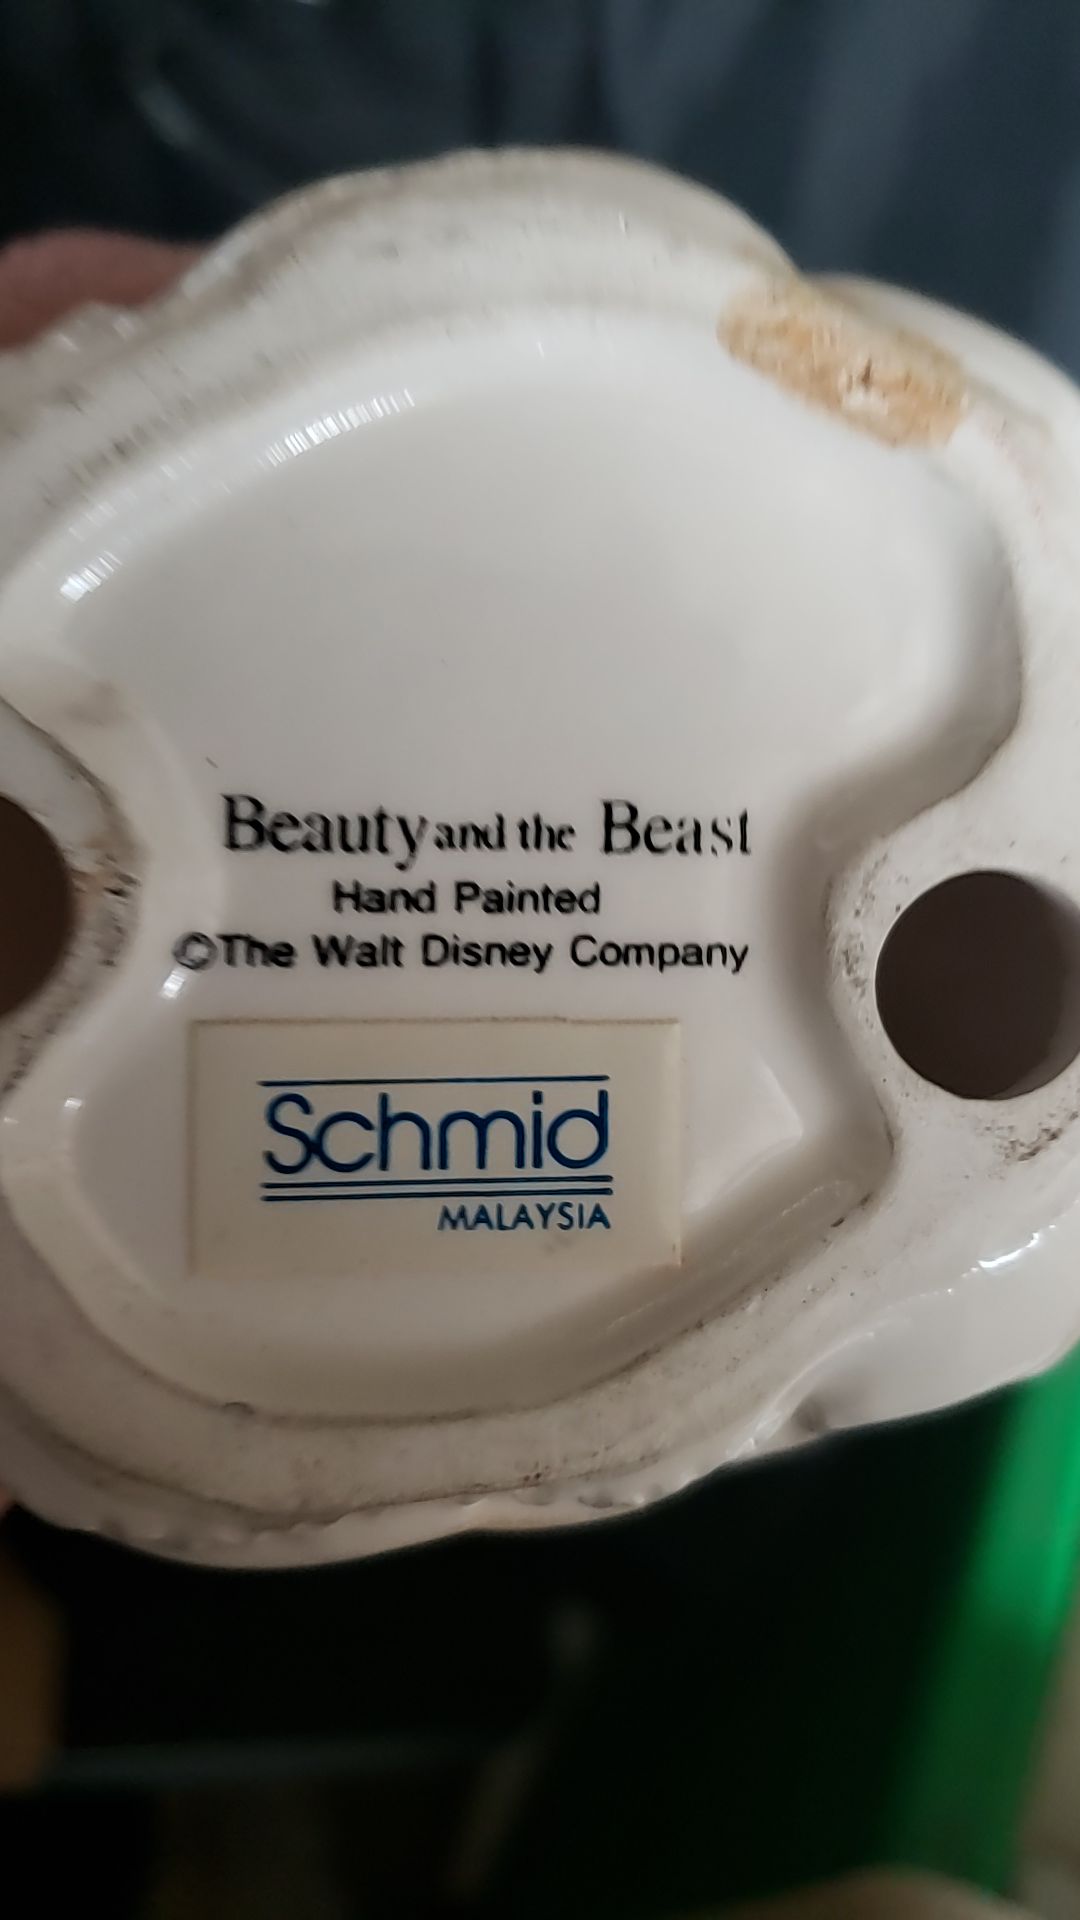 Beauty and the Beast
Hand Painted
©The Walt Disney Company
Schmid
MALAYSIA